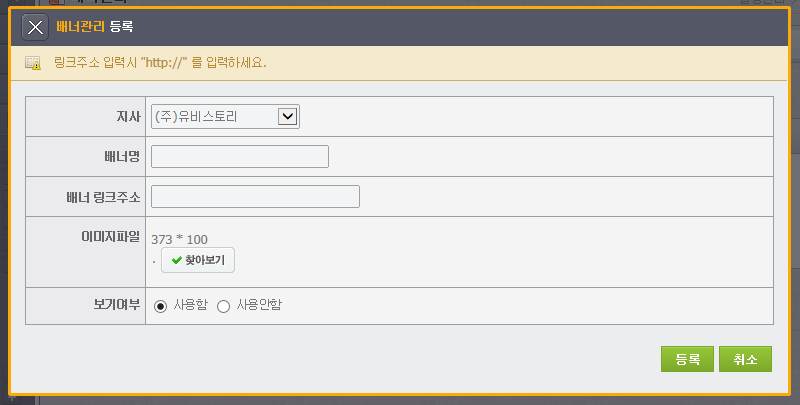 배너관리 등록
링크주소 입력시 "http://" 를 입력하세요.
지사 (주)유비스토리
배너명
배너 링크주소
이미지파일 373 * 100
· 찾아보기
보기여부 사용함 사용안함
등록 취소